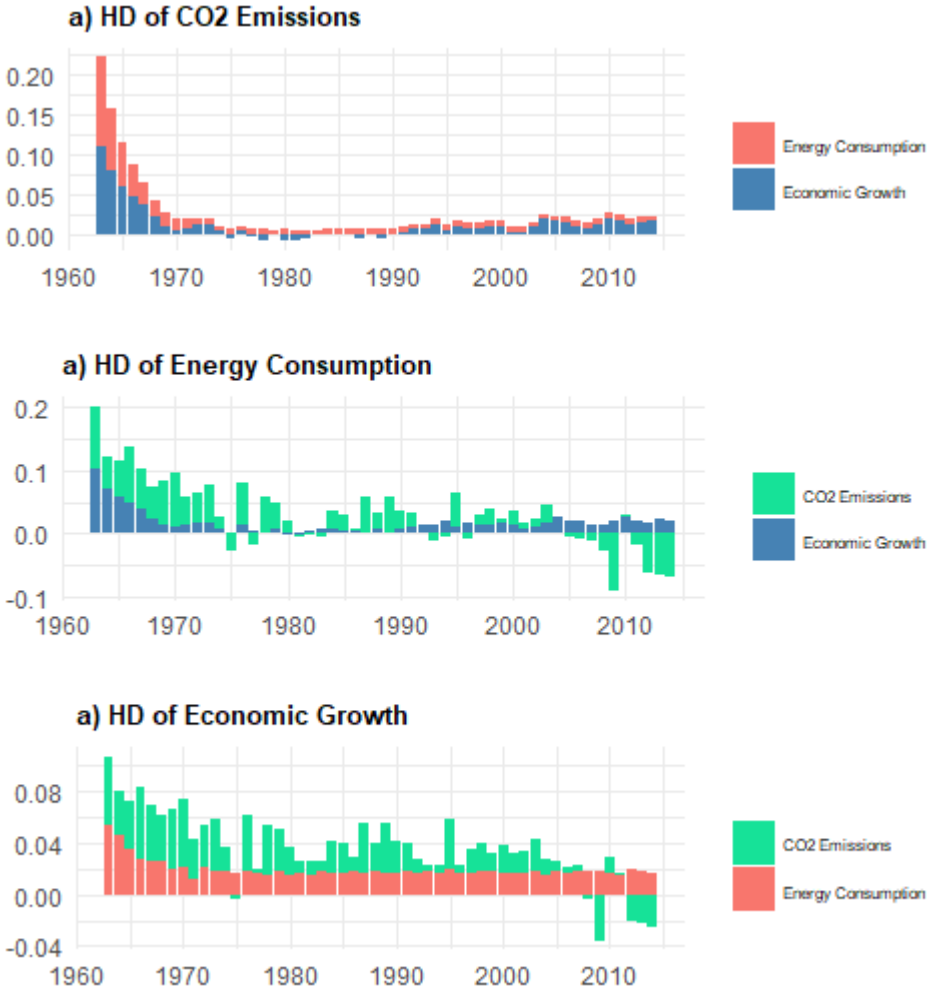 a) HD of CO2 Emissions
0.20
0.15
0.10
0.05
0.00
1960 1970 1980 1990 2000 2010
Energy Consumption
Economic Growth
a) HD of Energy Consumption
0.2
0.1
0.0
-0.1
1960 1970 1980 1990 2000 2010
CO2 Emissions
Economic Growth
a) HD of Economic Growth
0.08
0.04
0.00
-0.04
1960 1970 1980 1990 2000 2010
CO2 Emissions
Energy Consumption